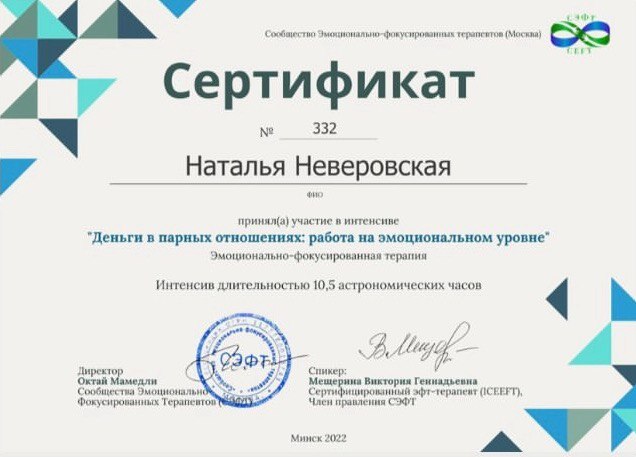 Сообщество Эмоционально-фокусированных терапевтов (Москва)
СЭФТ
CEFT
Сертификат
№ 332
Наталья Неверовская
ФИО
принял(а) участие в интенсиве
"Деньги в парных отношениях: работа на эмоциональном уровне"
Эмоционально-фокусированная терапия
Интенсив длительностью 10,5 астрономических часов
СЭФТ
Директор
Октай Мамедли
Сообщества Эмоционально-
Фокусированных Терапевтов (СЭФТ)
Спикер:
Мещерина Виктория Геннадьевна
Сертифицированный эфт-терапевт (ICEEFT),
Член правления СЭФТ
Минск 2022